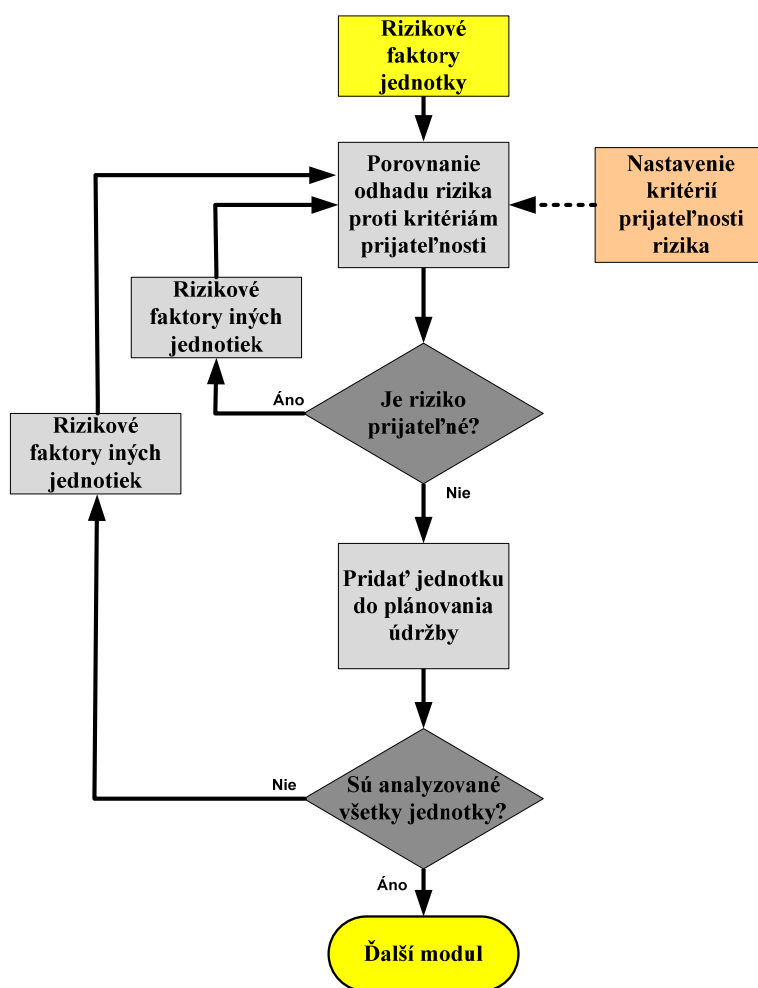 Rizikové
faktory
jednotky
Porovnanie
odhadu rizika
proti kritériám
prijateľnosti
Nastavenie
kritérií
prijateľnosti
rizika
Rizikové
faktory iných
jednotiek
Áno
Je riziko
prijateľné?
Rizikové
faktory iných
jednotiek
Nie
Pridať jednotku
do plánovania
údržby
Nie
Sú analyzované
všetky jednotky?
Áno
Ďalší modul